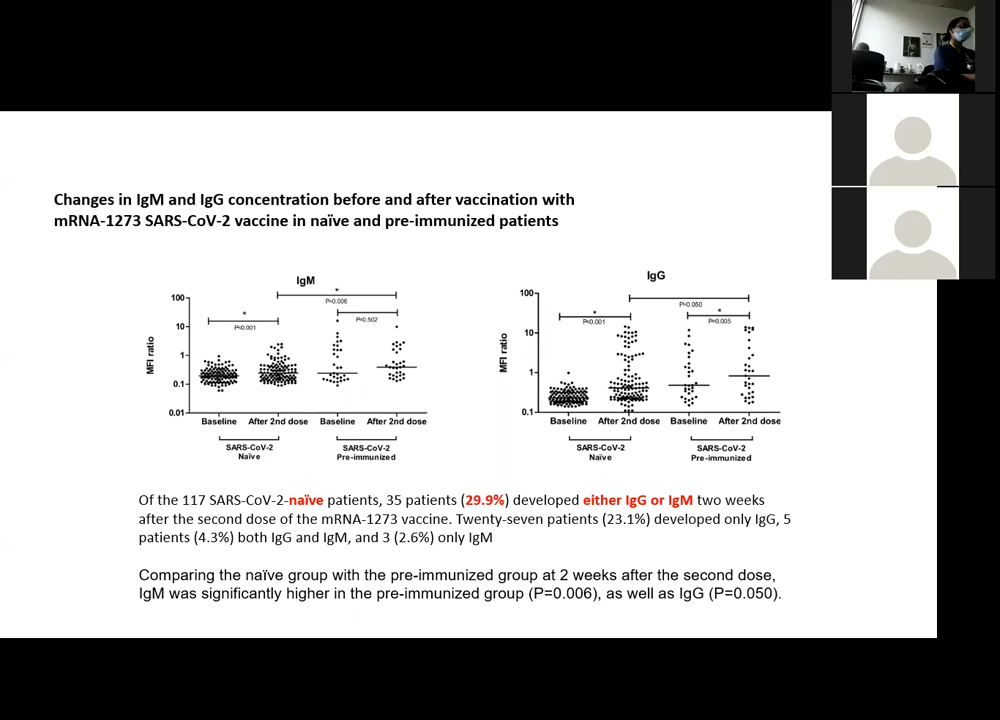 Changes in IgM and IgG concentration before and after vaccination with
mRNA-1273 SARS-CoV-2 vaccine in naïve and pre-immunized patients
IgM
*
P=0.006
*
P=0.502
P<0.001
100
10
1
0.1
0.01
MFI ratio
Baseline After 2nd dose Baseline After 2nd dose
SARS-CoV-2
Naïve
SARS-CoV-2
Pre-immunized
IgG
P=0.050
*
P<0.001
*
P=0.005
100
10
1
0.1
MFI ratio
Baseline After 2nd dose Baseline After 2nd dose
SARS-CoV-2
Naïve
SARS-CoV-2
Pre-immunized
Of the 117 SARS-CoV-2-naïve patients, 35 patients (29.9%) developed either IgG or IgM two weeks
after the second dose of the mRNA-1273 vaccine. Twenty-seven patients (23.1%) developed only IgG, 5
patients (4.3%) both IgG and IgM, and 3 (2.6%) only IgM
Comparing the naïve group with the pre-immunized group at 2 weeks after the second dose,
IgM was significantly higher in the pre-immunized group (P=0.006), as well as IgG (P=0.050).